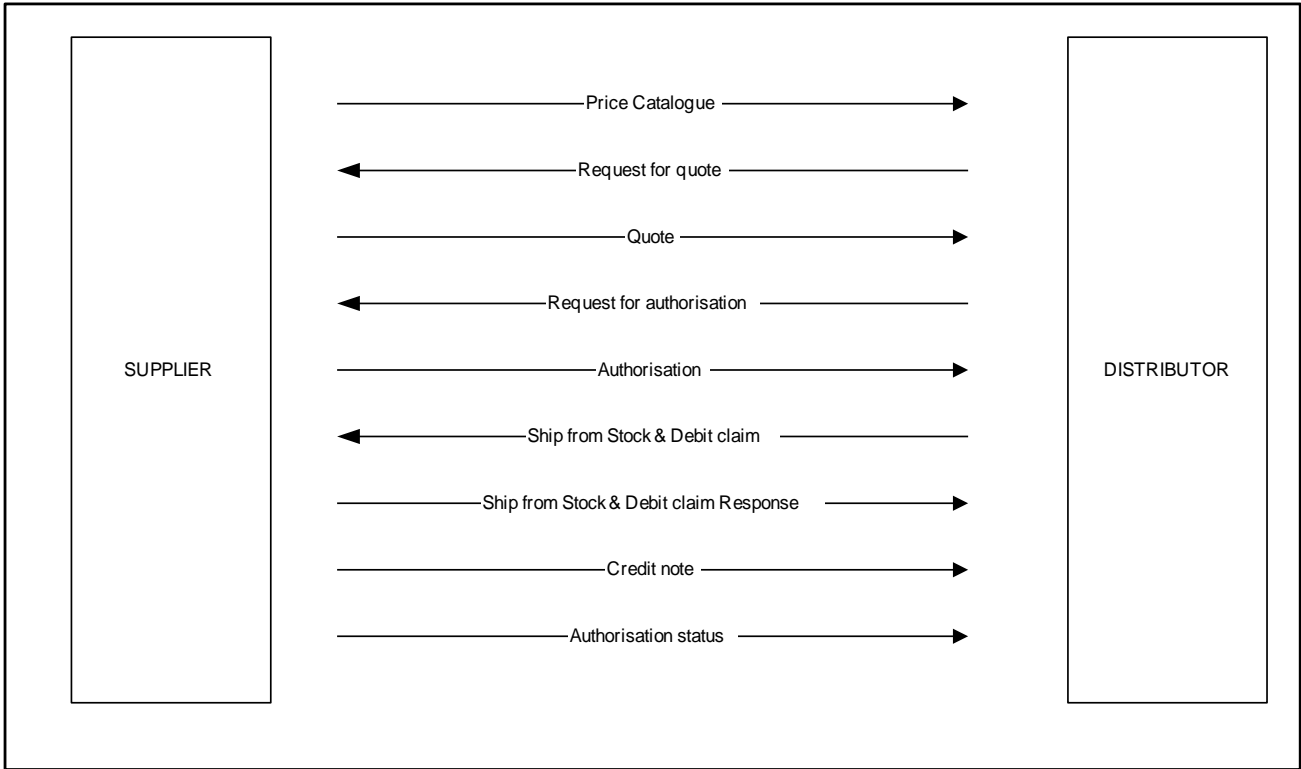 Price Catalogue
Request for quote
Quote
Request for authorisation
SUPPLIER
Authorisation
DISTRIBUTOR
Ship from Stock & Debit claim
Ship from Stock & Debit claim Response
Credit note
Authorisation status